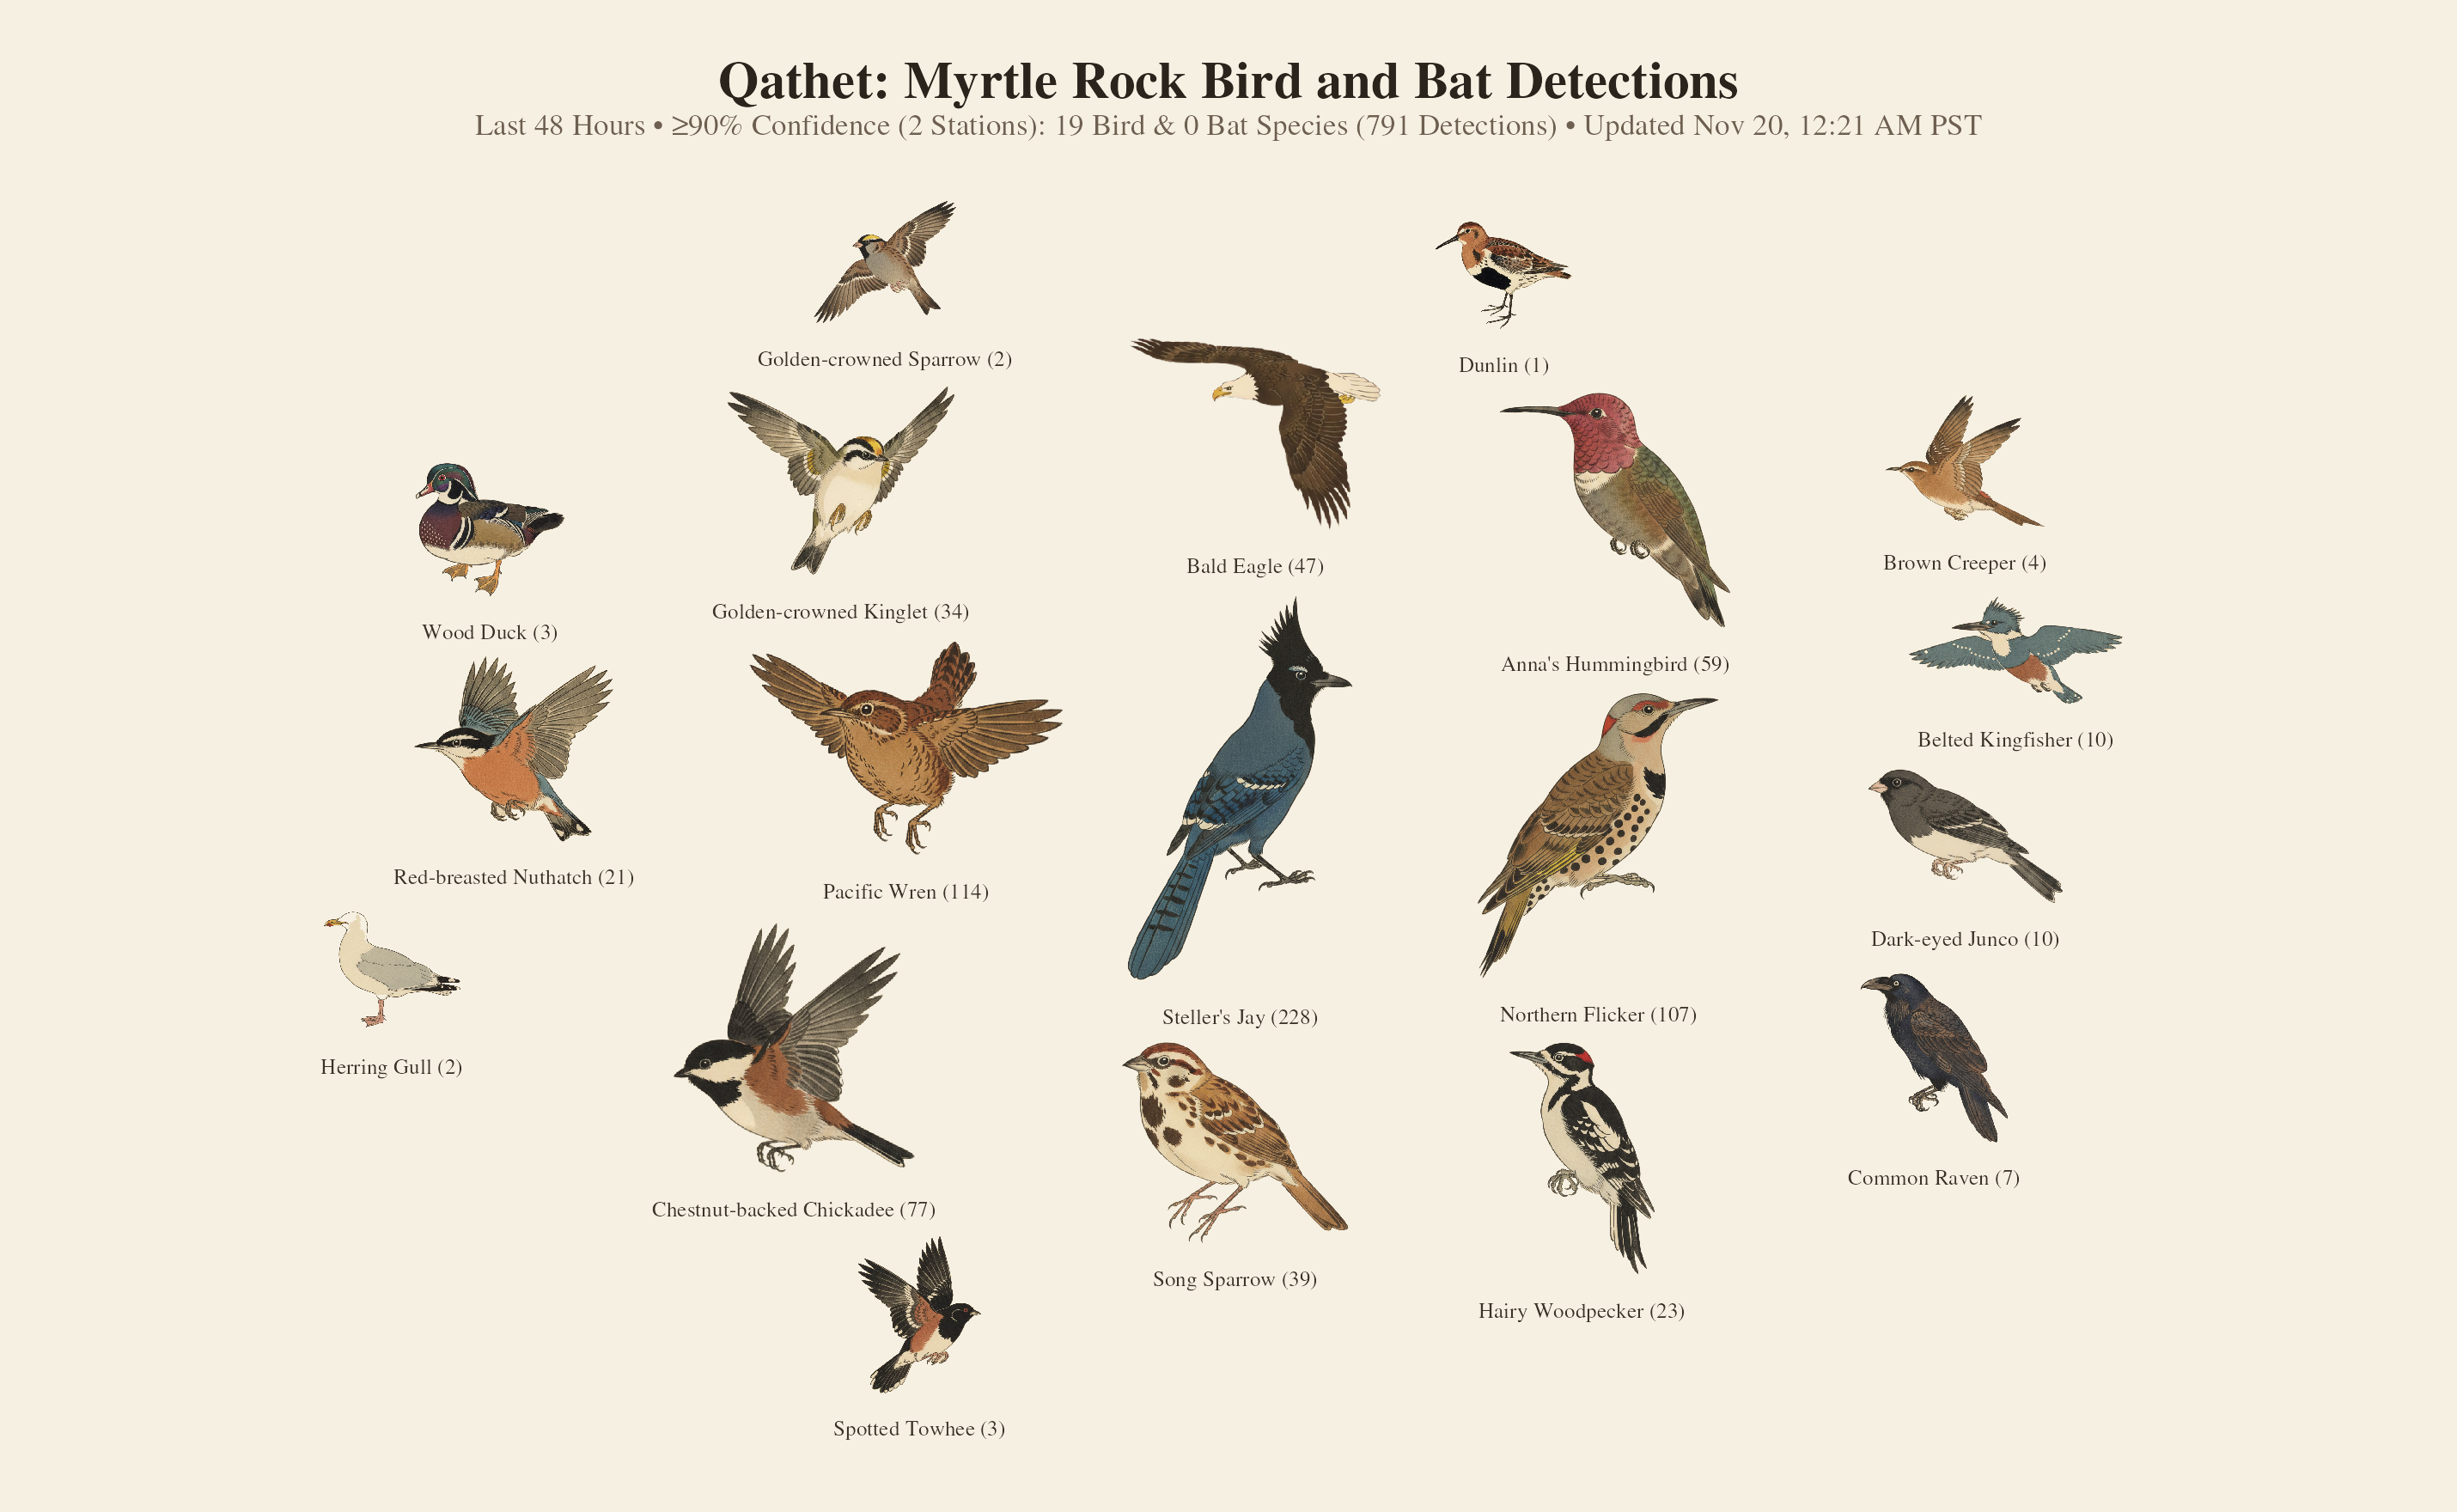 Qathet: Myrtle Rock Bird and Bat Detections
Last 48 Hours • ≥90% Confidence (2 Stations): 19 Bird & 0 Bat Species (791 Detections) • Updated Nov 20, 12:21 AM PST
Golden-crowned Sparrow (2)
Dunlin (1)
Brown Creeper (4)
Bald Eagle (47)
Golden-crowned Kinglet (34)
Wood Duck (3)
Anna's Hummingbird (59)
Belted Kingfisher (10)
Red-breasted Nuthatch (21)
Pacific Wren (114)
Dark-eyed Junco (10)
Northern Flicker (107)
Steller's Jay (228)
Herring Gull (2)
Common Raven (7)
Chestnut-backed Chickadee (77)
Song Sparrow (39)
Hairy Woodpecker (23)
Spotted Towhee (3)